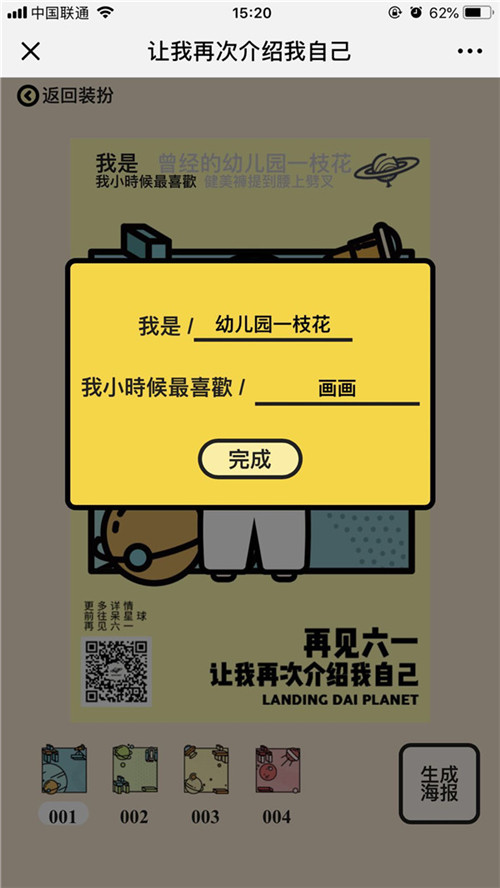 中国联通 15:20 62%
让我再次介绍我自己
返回装扮
我是 曾经的幼儿园一枝花
我小時候最喜歡 健美褲提到腰上劈叉
我是 / 幼儿园一枝花
我小時候最喜歡 / 画画
完成
更多详情
前往呆星球
再见六一
再见六一
让我再次介绍我自己
LANDING DAI PLANET
001 002 003 004
生成
海报